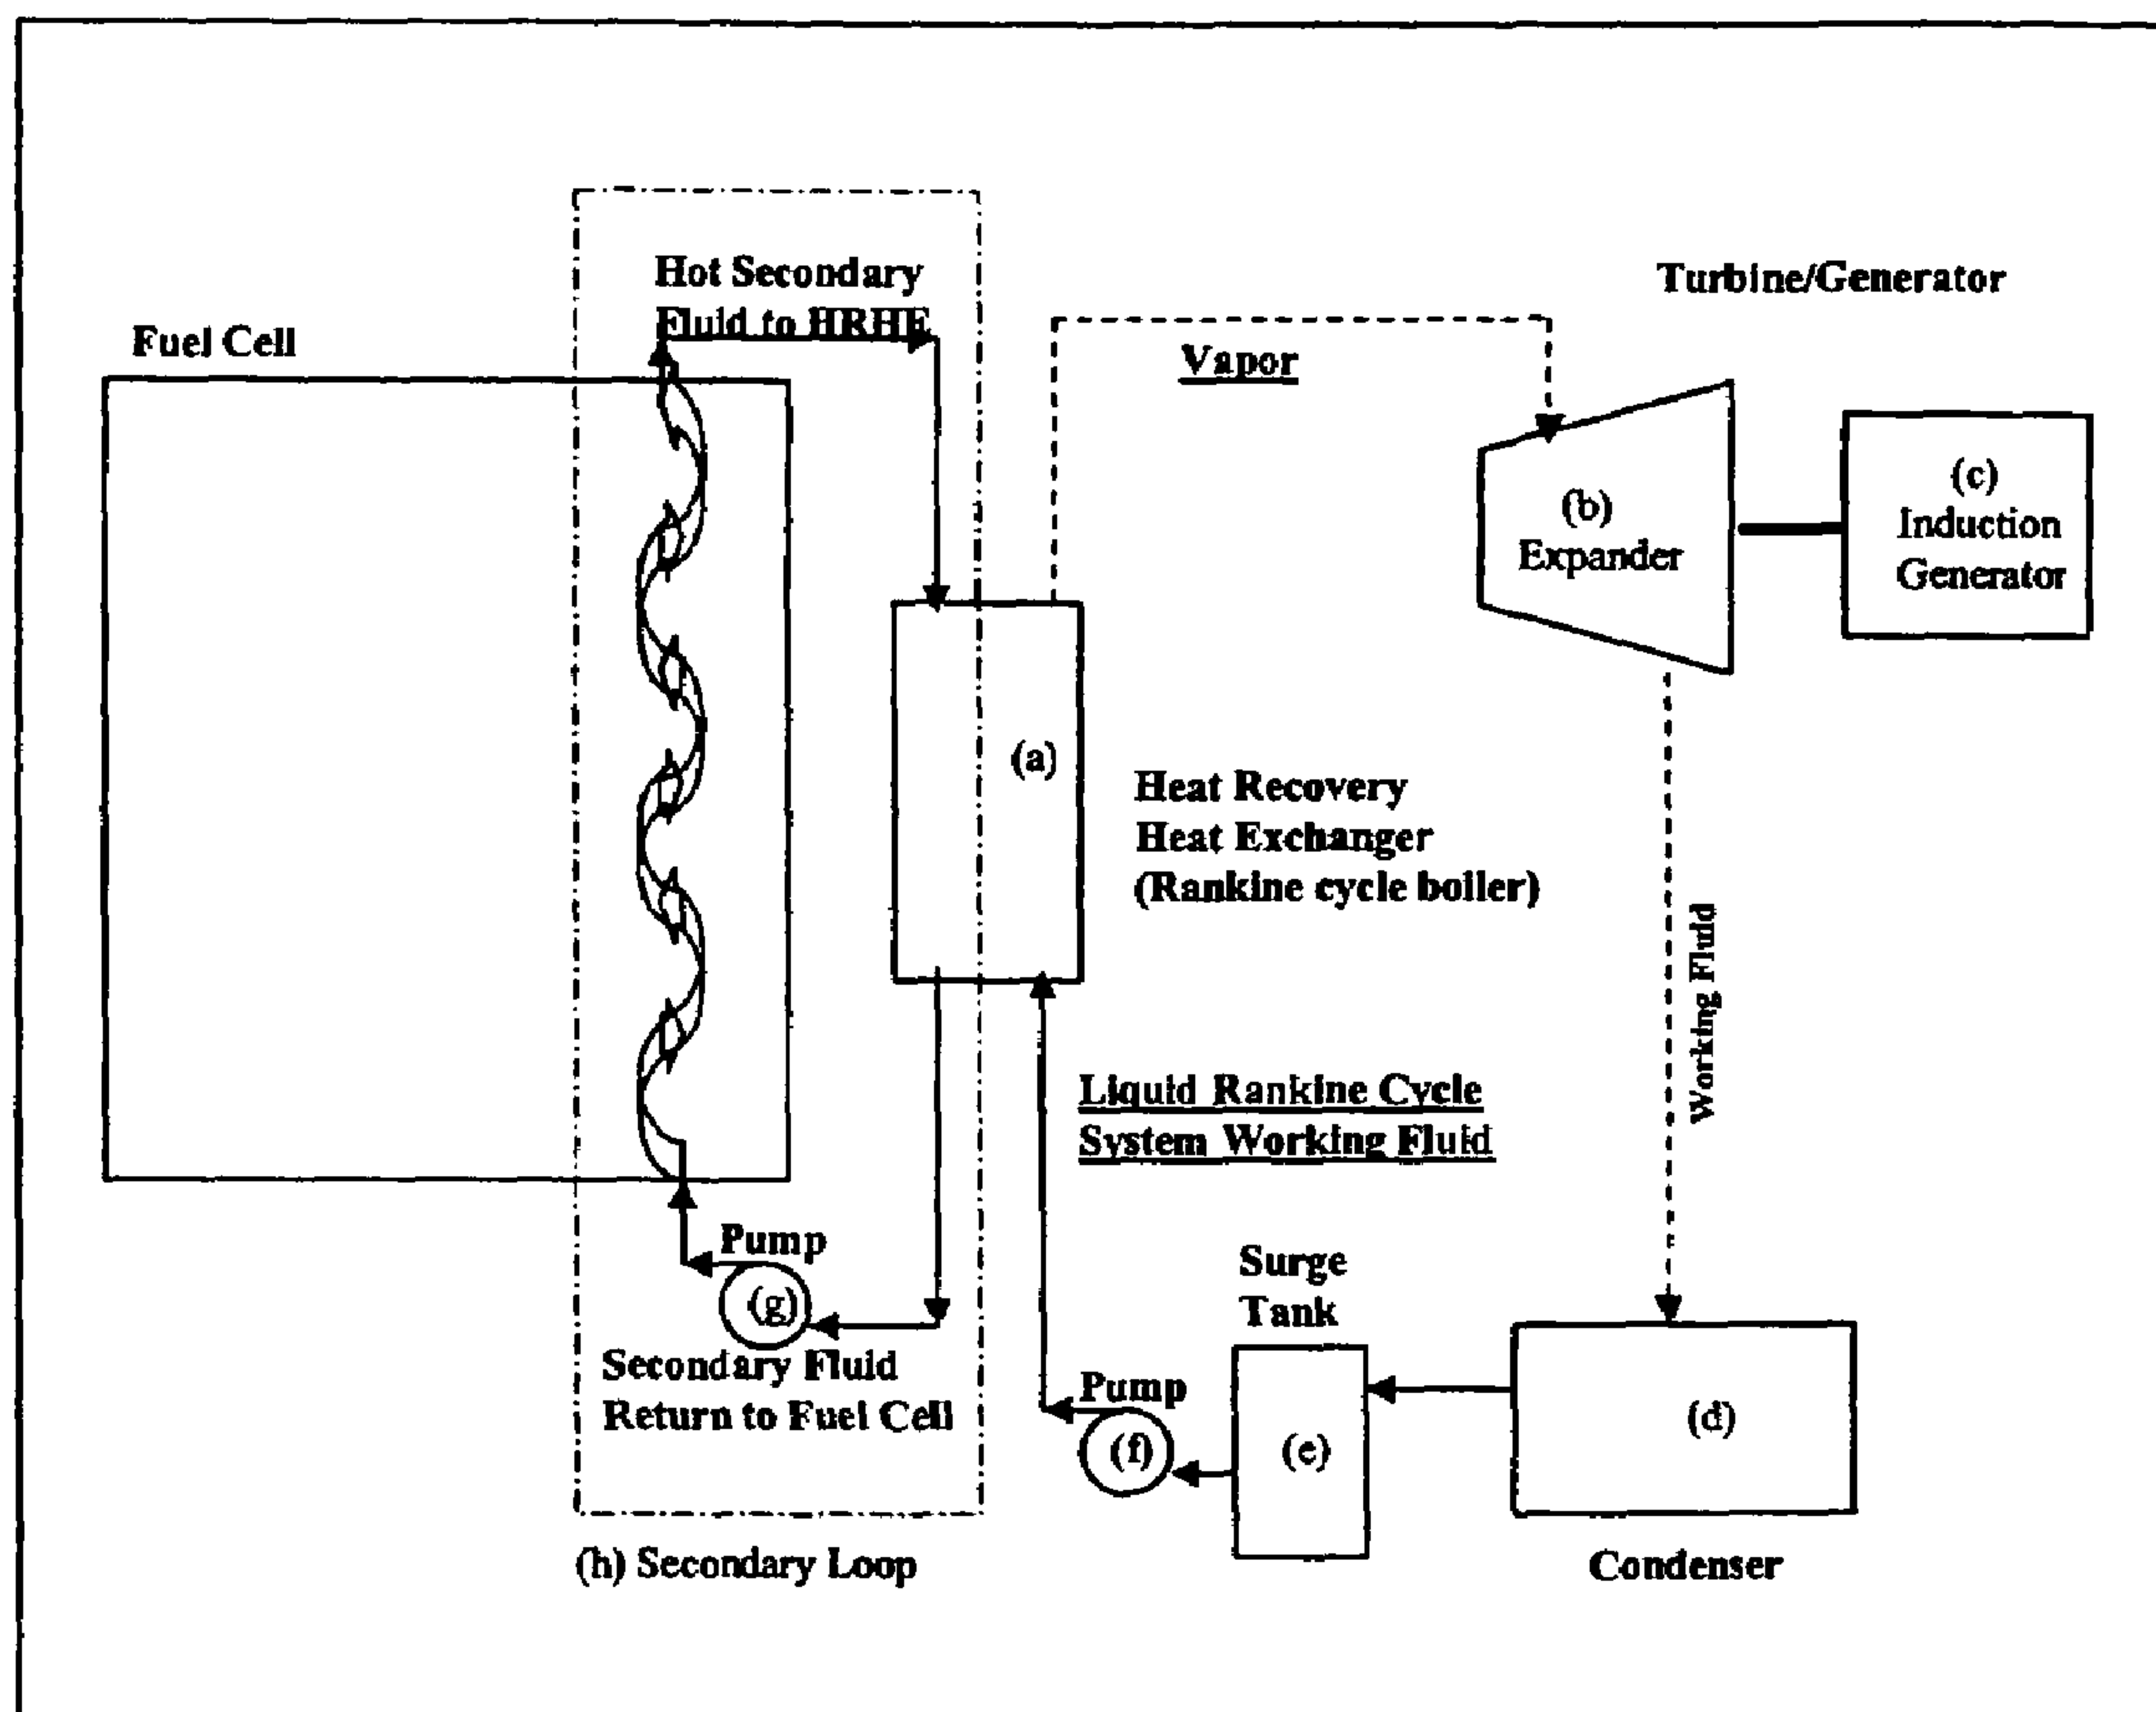 Hot Secondary
Fluid to HRHE
Turbine/Generator
Fuel Cell
Vapor
(b)
Expander
(c)
Induction
Generator
(a)
Heat Recovery
Heat Exchanger
(Rankine cycle boiler)
Working Fluid
Liquid Rankine Cycle
System Working Fluid
Pump
(g)
Secondary Fluid
Return to Fuel Cell
Surge
Tank
Pump
(f)
(e)
(d)
(h) Secondary Loop
Condenser